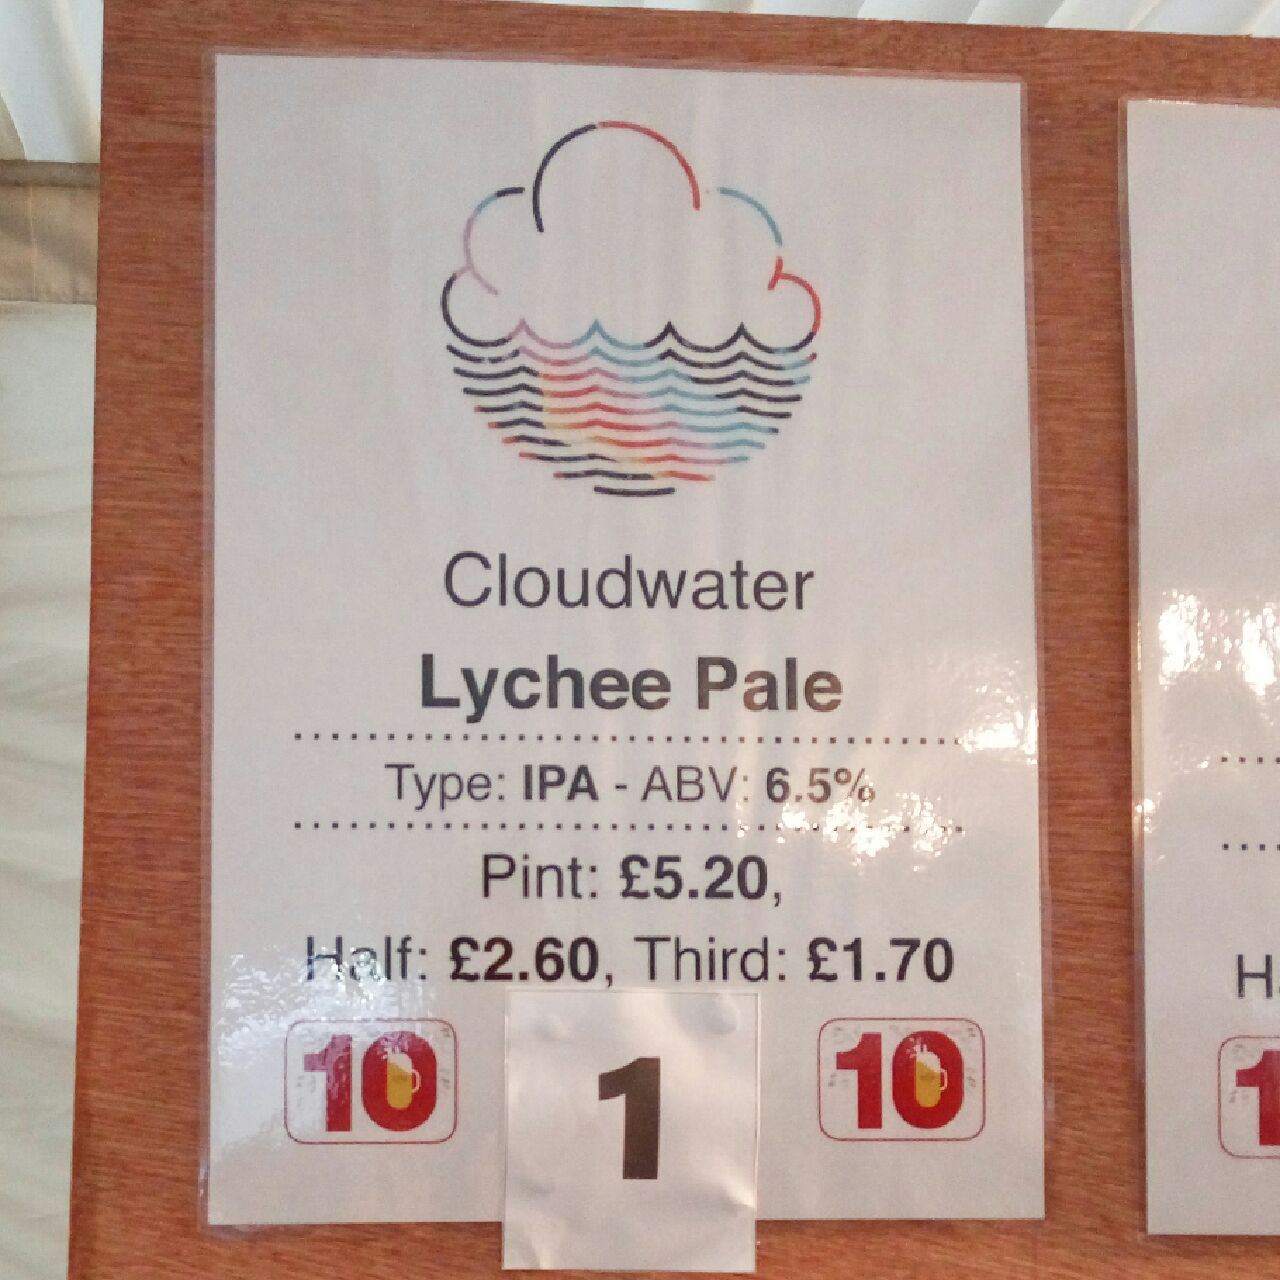 Cloudwater
Lychee Pale
Type: IPA - ABV: 6.5%
Pint: £5.20,
Half: £2.60, Third: £1.70
10
1
10